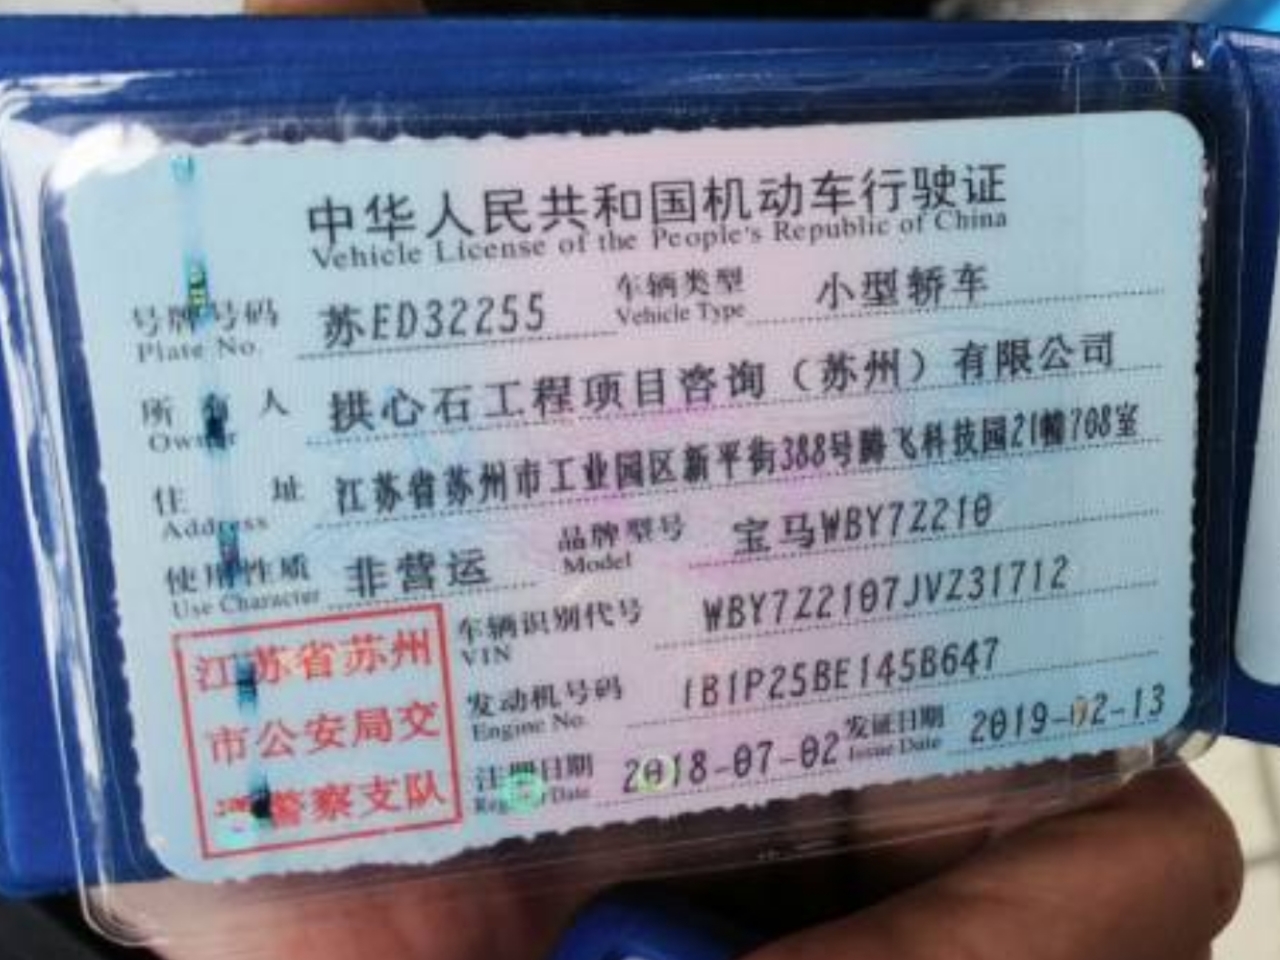 中华人民共和国机动车行驶证
Vehicle License of the People's Republic of China
号牌号码 苏ED32255 车辆类型 小型轿车
Plate No. Vehicle Type
所有人 拱心石工程项目咨询（苏州）有限公司
Owner
住址 江苏省苏州市工业园区新平街388号腾飞科技园21幢708室
Address
使用性质 非营运 品牌型号 宝马WBY7Z210
Use Character Model
车辆识别代号 WBY7Z2107JVZ31712
VIN
发动机号码 1B1P25BE145B647
Engine No.
注册日期 2018-07-02 发证日期 2019-02-13
Register Date Issue Date
江苏省苏州
市公安局交
警察支队